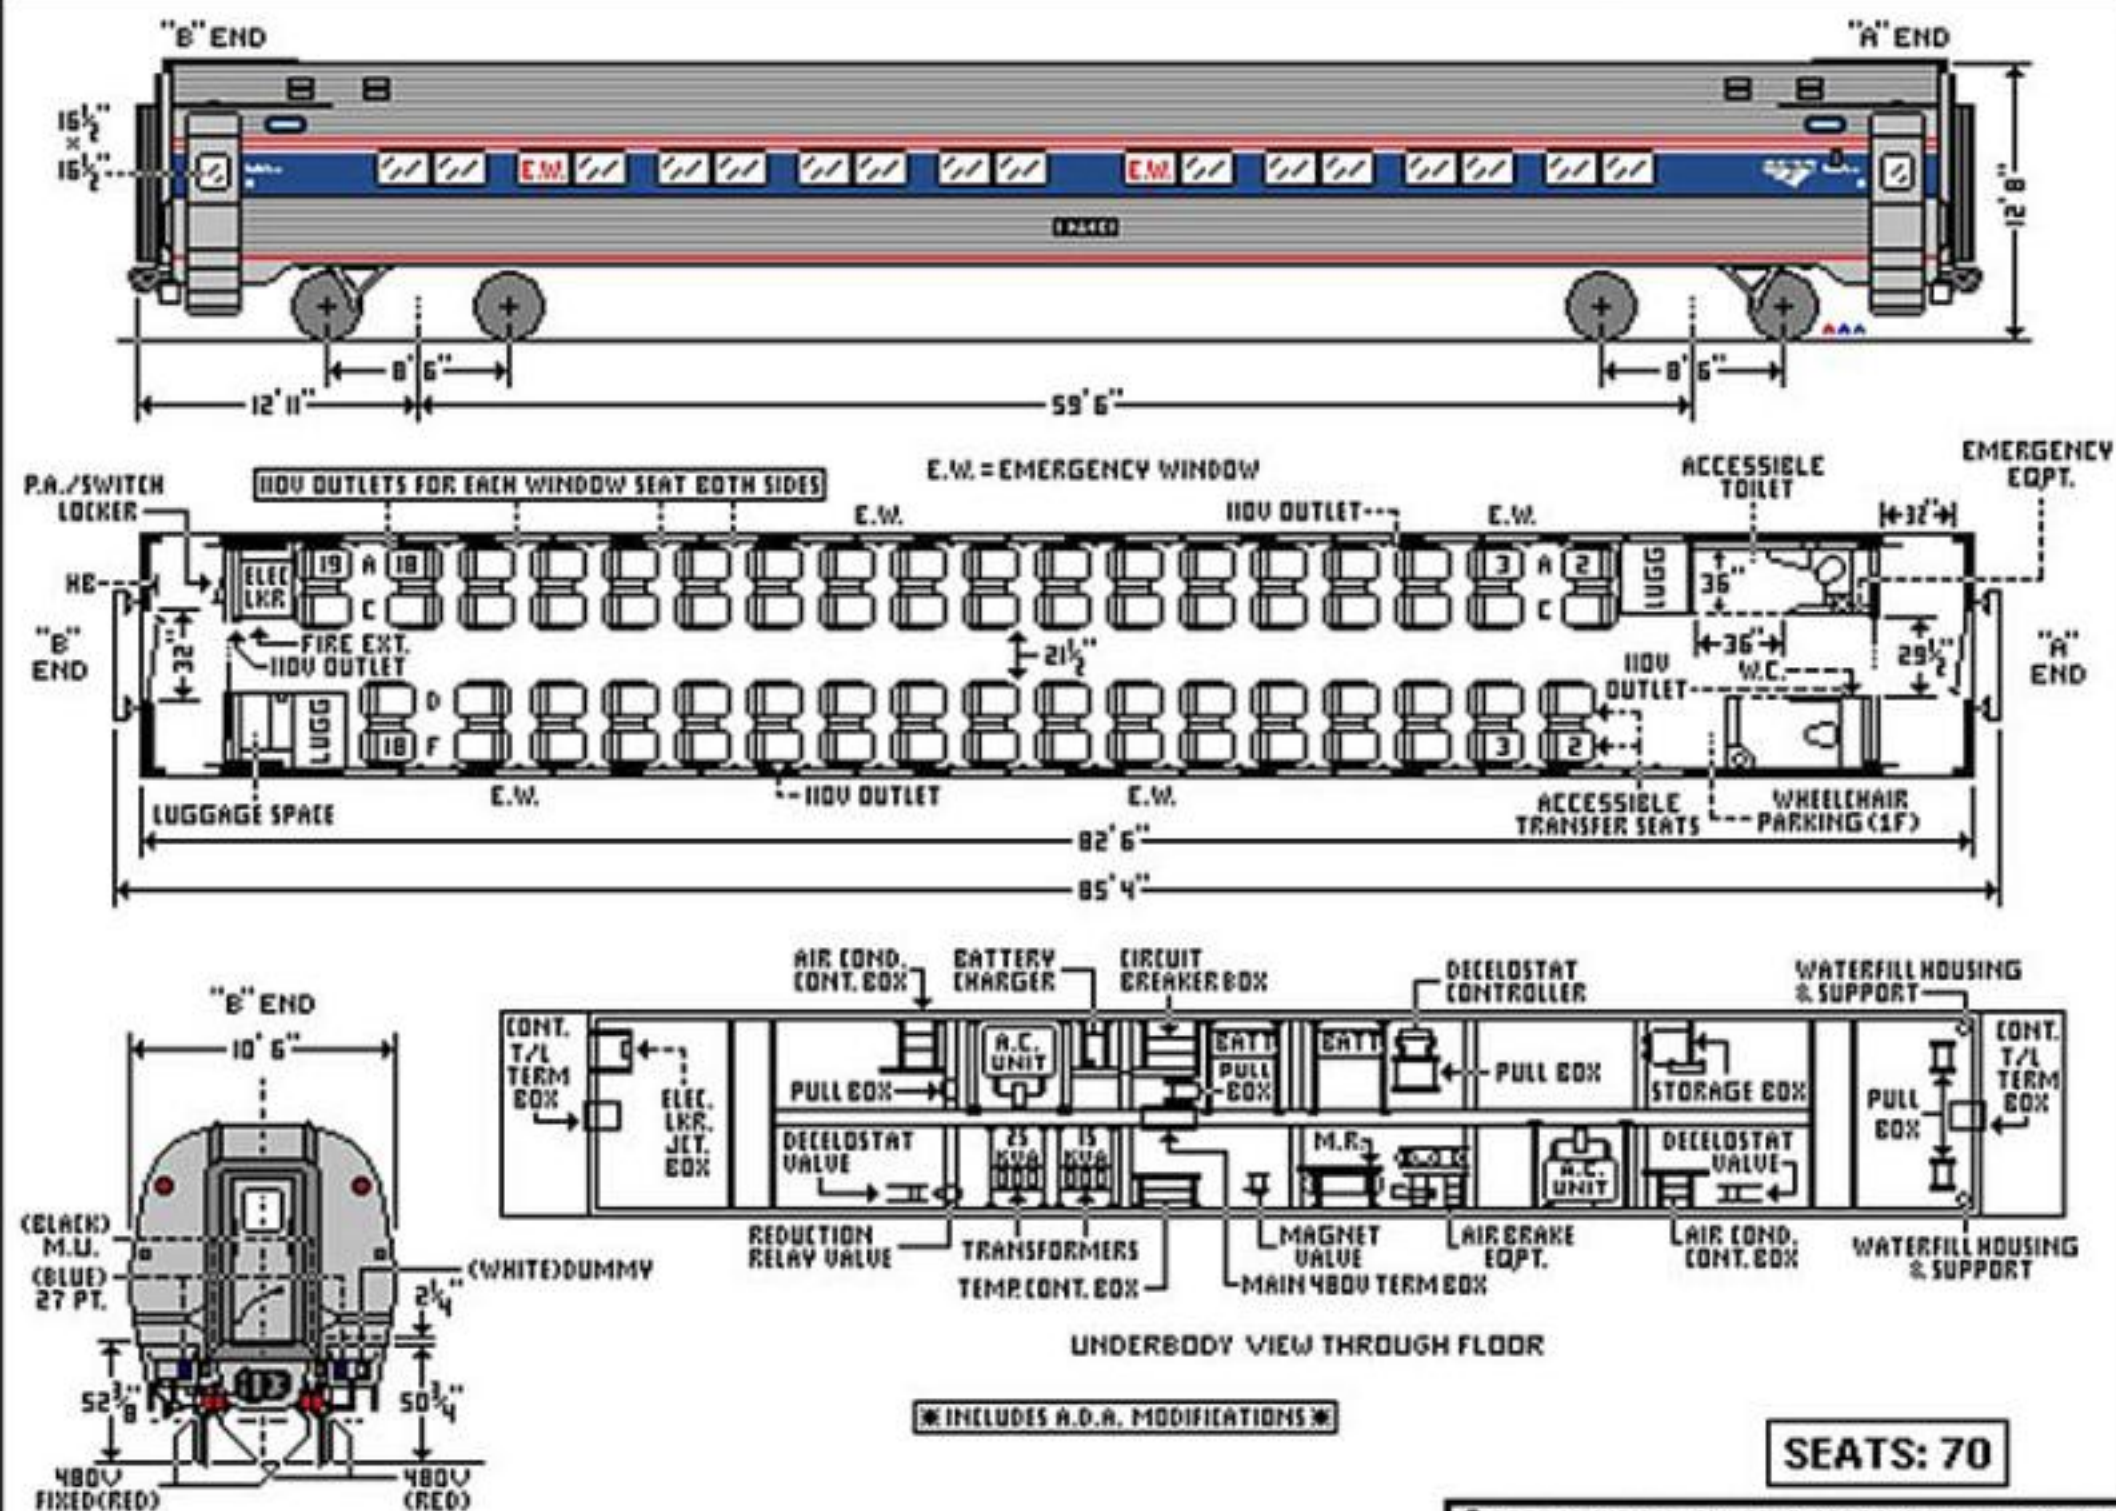 "B" END
"A" END
16½"
x
16½"
E.W.
E.W.
12'8"
8'6"
8'6"
12'11"
59'6"
P.A./SWITCH
LOCKER
110V OUTLETS FOR EACH WINDOW SEAT BOTH SIDES
E.W. = EMERGENCY WINDOW
ACCESSIBLE
TOILET
EMERGENCY
EQPT.
E.W.
110V OUTLET
E.W.
32"
HB
ELEC
LKR
19 A 18
C
3 A 2
C
LUGG
36"
"B"
END
32"
FIRE EXT.
110V OUTLET
21½"
36"
29½"
"A"
END
110V
OUTLET
W.C.
LUGG
D
18 F
3 2
E.W.
110V OUTLET
E.W.
LUGGAGE SPACE
ACCESSIBLE
TRANSFER SEATS
WHEELCHAIR
PARKING (1F)
82'6"
85'4"
"B" END
10'6"
(BLACK)
M.U.
(BLUE)
27 PT.
(WHITE) DUMMY
2¼"
52⅜"
50¾"
480V
FIXED (RED)
480V
(RED)
AIR COND.
CONT. BOX
BATTERY
CHARGER
CIRCUIT
BREAKER BOX
DECELOSTAT
CONTROLLER
WATERFILL HOUSING
& SUPPORT
CONT.
T/L
TERM
BOX
ELEC.
LKR.
JCT.
BOX
PULL BOX
A.C.
UNIT
BATT
PULL
BOX
BATT
PULL BOX
STORAGE BOX
PULL
BOX
CONT.
T/L
TERM
BOX
DECELOSTAT
VALVE
25
KVA
15
KVA
M.R.
A.C.
UNIT
DECELOSTAT
VALVE
REDUCTION
RELAY VALVE
TRANSFORMERS
TEMP. CONT. BOX
MAGNET
VALVE
MAIN 480V TERM BOX
AIR BRAKE
EQPT.
AIR COND.
CONT. BOX
WATERFILL HOUSING
& SUPPORT
UNDERBODY VIEW THROUGH FLOOR
* INCLUDES A.D.A. MODIFICATIONS *
SEATS: 70